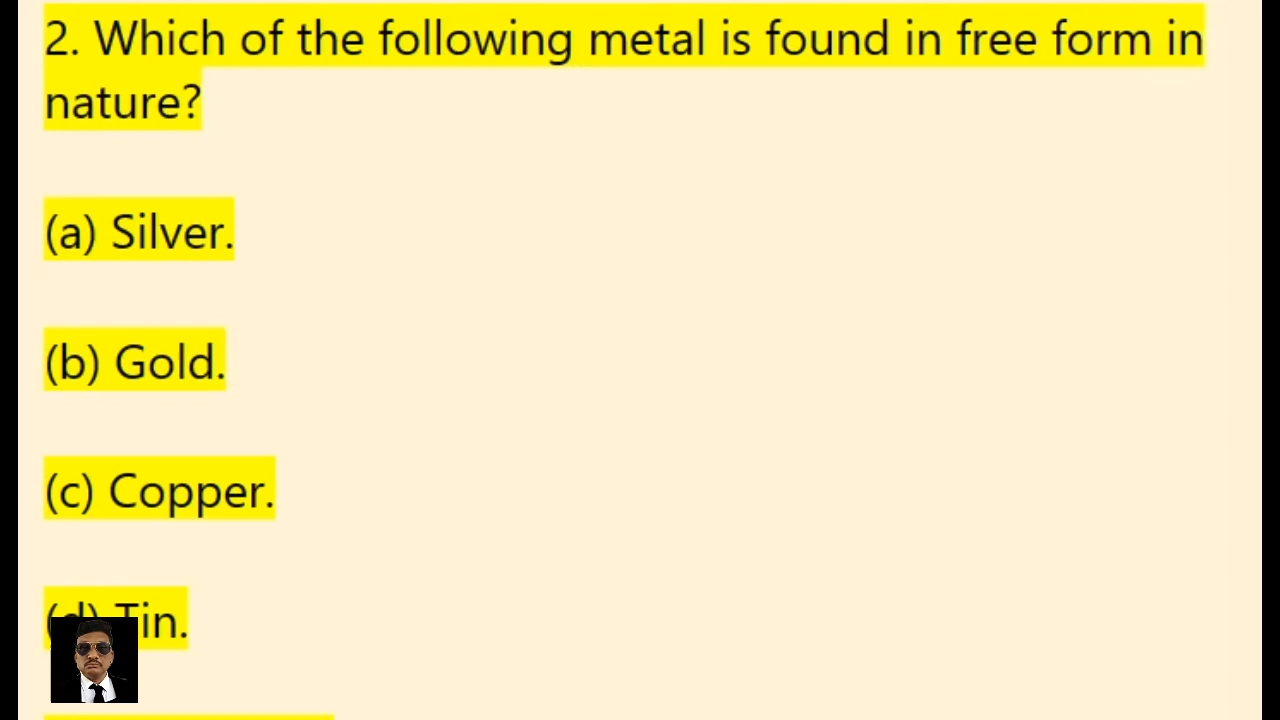 2. Which of the following metal is found in free form in
nature?
(a) Silver.
(b) Gold.
(c) Copper.
(d) Tin.